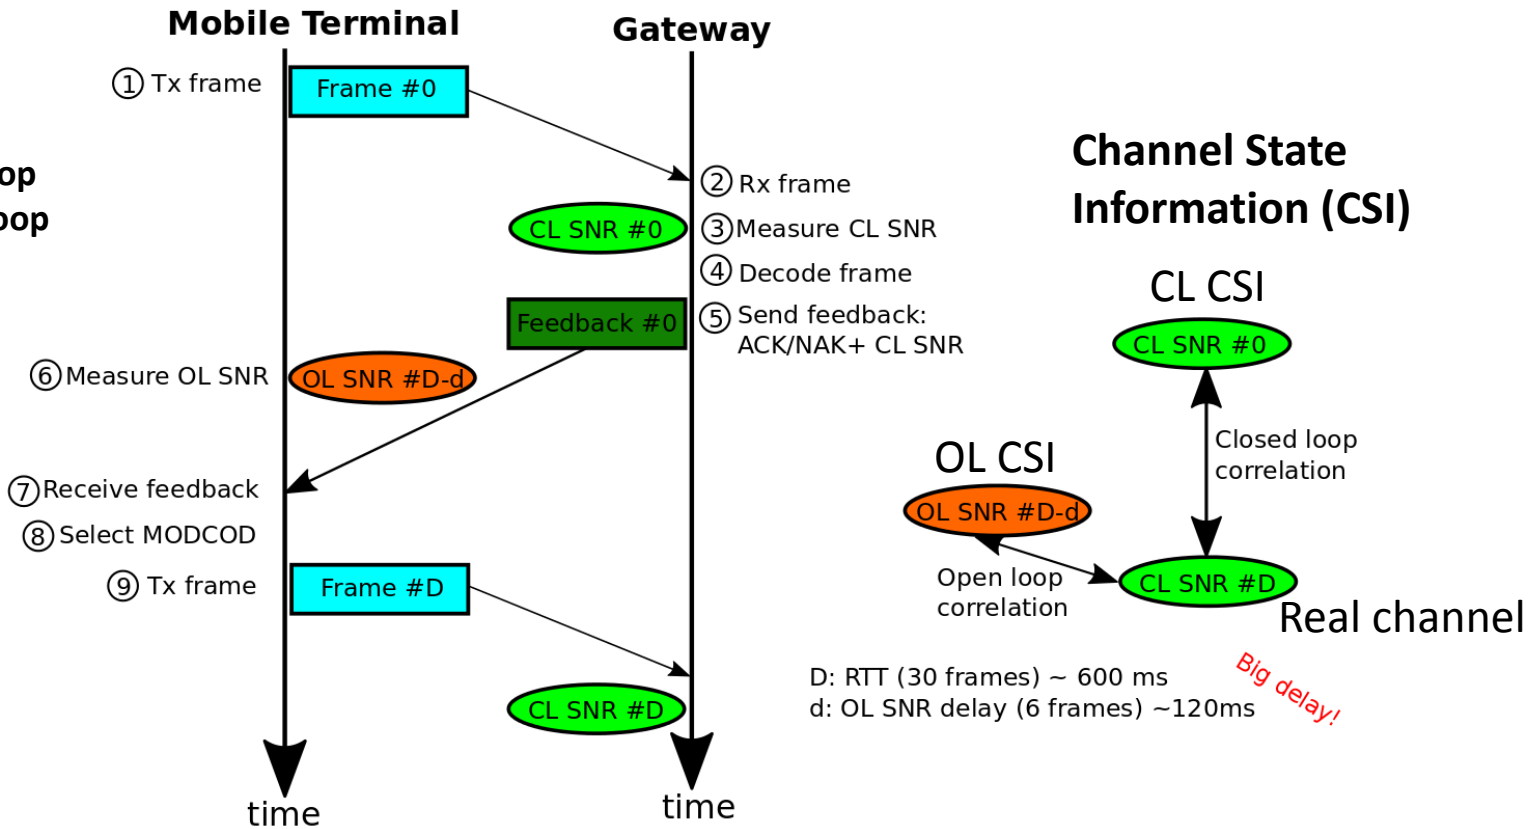 Mobile Terminal
Gateway
① Tx frame
Frame #0
op
oop
② Rx frame
CL SNR #0
③ Measure CL SNR
④ Decode frame
Feedback #0
⑤ Send feedback:
ACK/NAK+ CL SNR
⑥ Measure OL SNR
OL SNR #D-d
⑦ Receive feedback
⑧ Select MODCOD
⑨ Tx frame
Frame #D
CL SNR #D
time
time
Channel State
Information (CSI)
CL CSI
CL SNR #0
Closed loop
correlation
OL CSI
OL SNR #D-d
Open loop
correlation
CL SNR #D
Real channel
D: RTT (30 frames) ~ 600 ms
d: OL SNR delay (6 frames) ~120ms
Big delay!